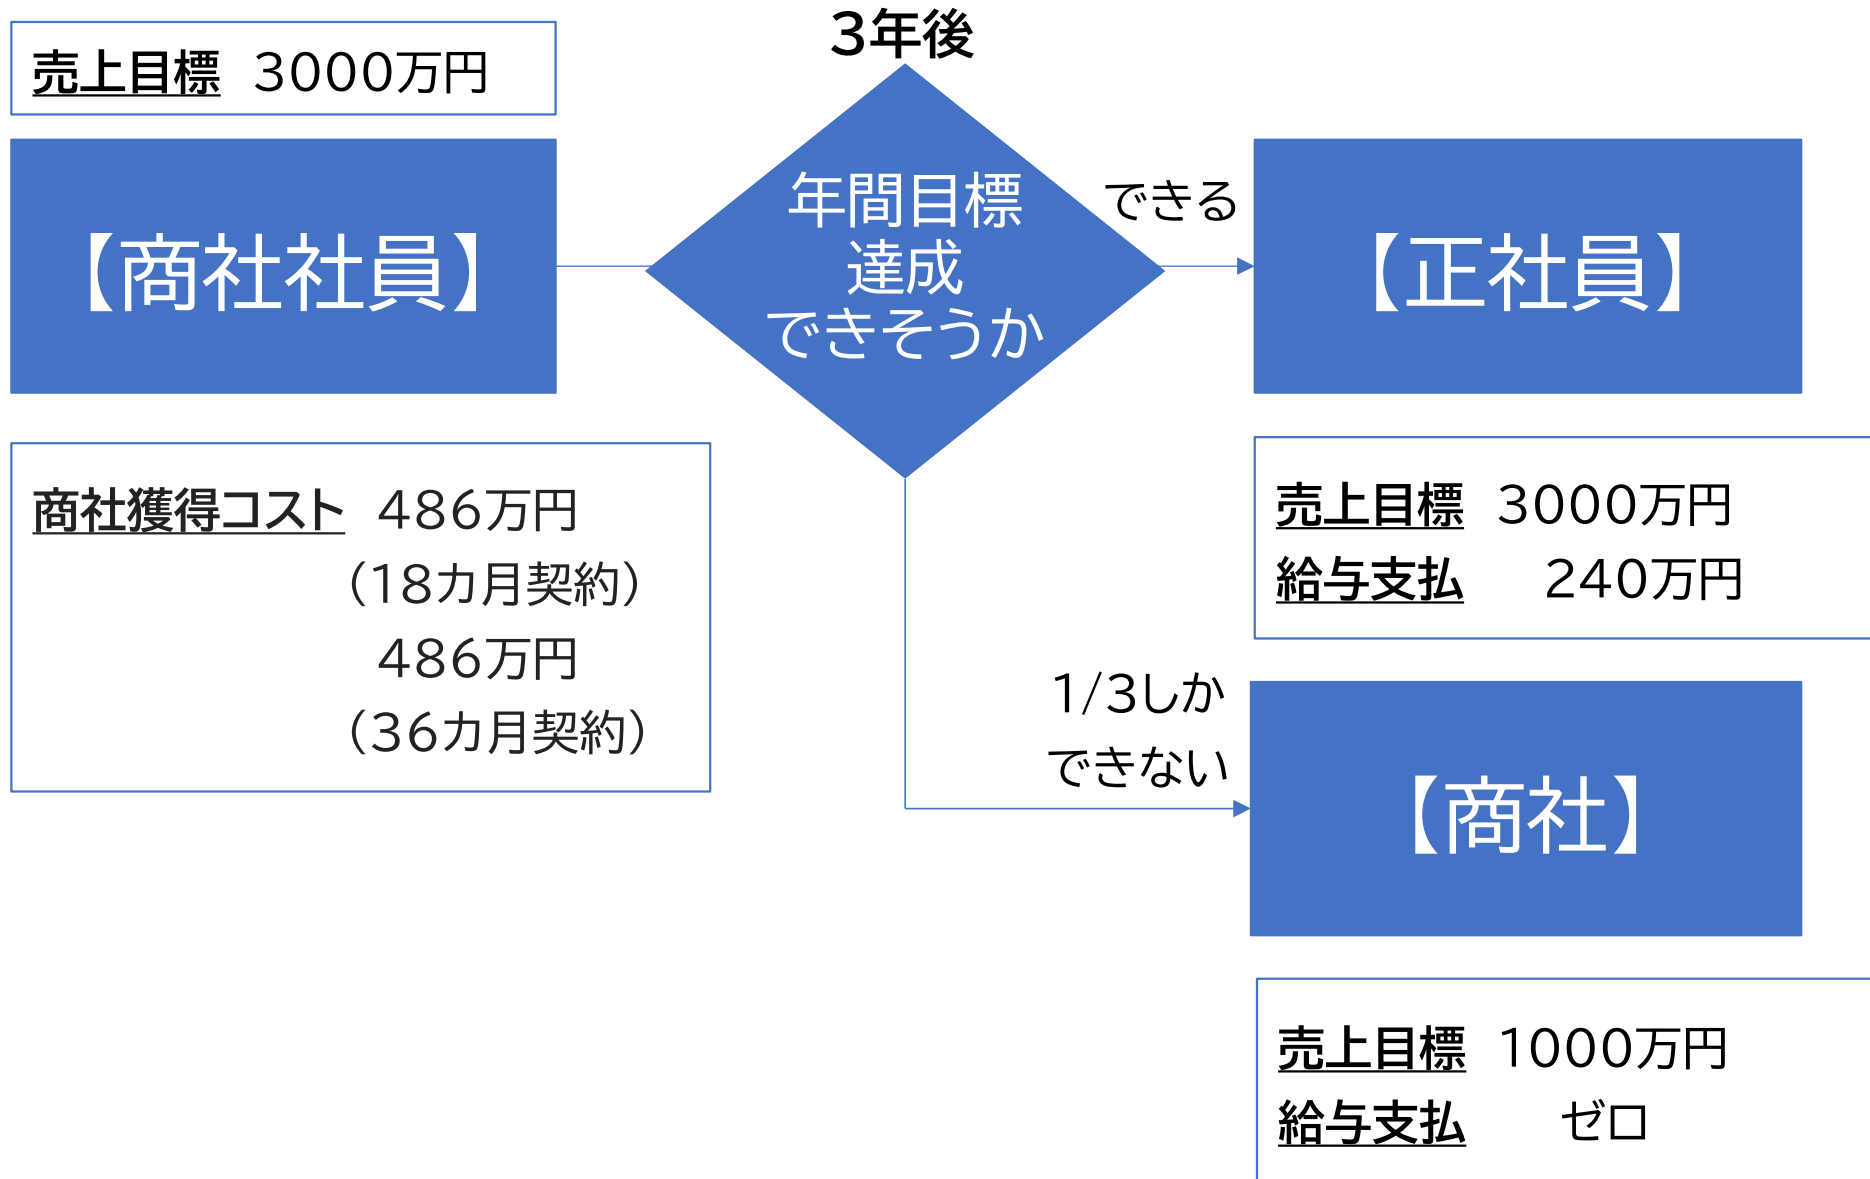 売上目標 3000万円
【商社社員】
商社獲得コスト 486万円
（18カ月契約）
486万円
（36カ月契約）
3年後
年間目標
達成
できそうか
できる
【正社員】
売上目標 3000万円
給与支払 240万円
1/3しか
できない
【商社】
売上目標 1000万円
給与支払 ゼロ